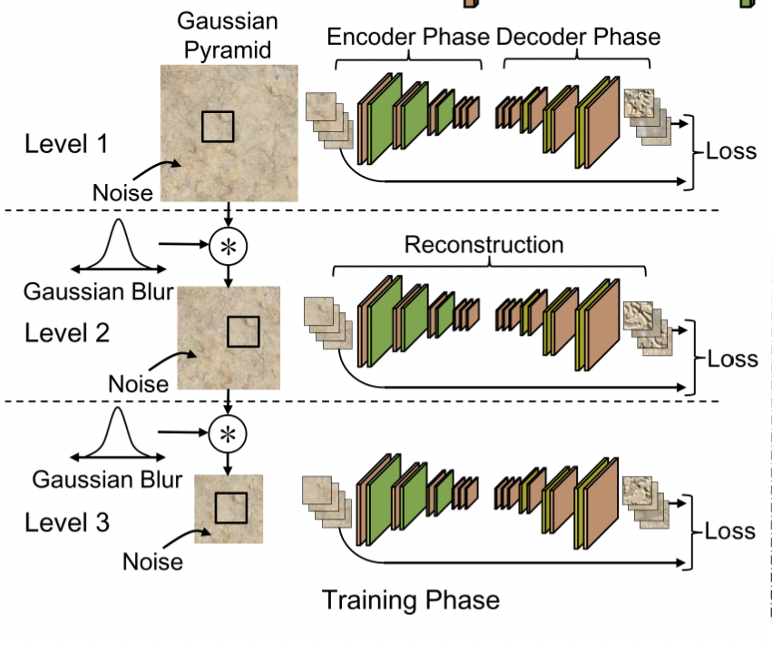 Gaussian
Pyramid
Encoder Phase Decoder Phase
Level 1
Noise
Loss
*
Gaussian Blur
Reconstruction
Level 2
Noise
Loss
*
Gaussian Blur
Level 3
Noise
Loss
Training Phase